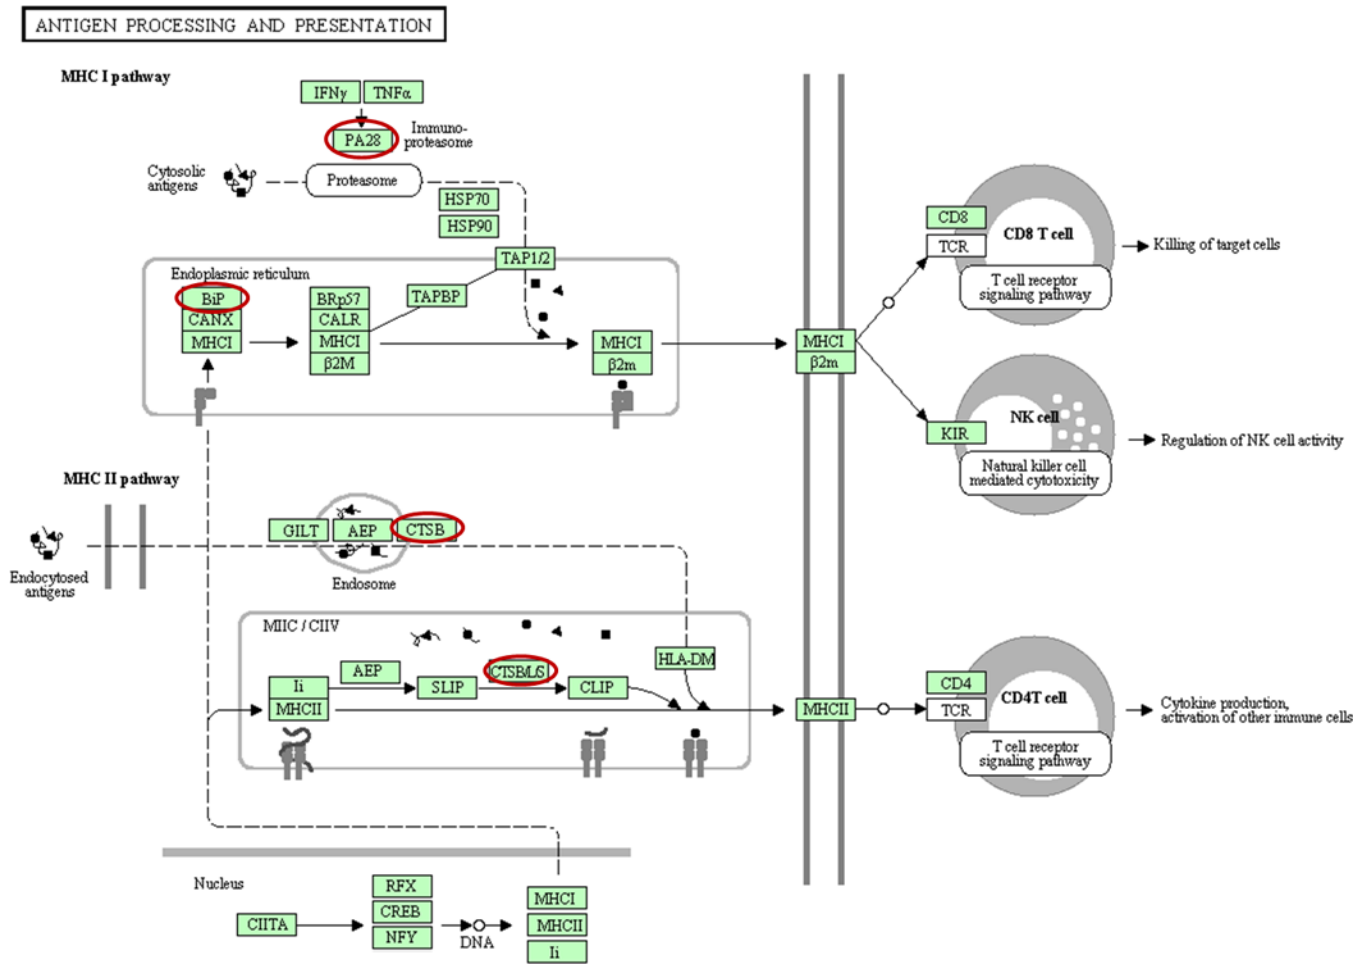 ANTIGEN PROCESSING AND PRESENTATION
MHC I pathway
IFNγ
TNFα
PA28
Immuno-
proteasome
Cytosolic
antigens
Proteasome
HSP70
HSP90
TAP1/2
Endoplasmic reticulum
BiP
CANX
MHCI
BRp57
CALR
MHCI
β2M
TAPBP
MHCI
β2m
MHCI
β2m
CD8
TCR
CD8 T cell
T cell receptor
signaling pathway
Killing of target cells
KIR
NK cell
Natural killer cell
mediated cytotoxicity
Regulation of NK cell activity
MHC II pathway
Endocytosed
antigens
GILT
AEP
CTSB
Endosome
MIIC / CIIV
Ii
MHCII
AEP
SLIP
CTSB/L/S
CLIP
HLA-DM
MHCII
CD4
TCR
CD4T cell
T cell receptor
signaling pathway
Cytokine production,
activation of other immune cells
Nucleus
CIITA
RFX
CREB
NFY
DNA
MHCI
MHCII
Ii